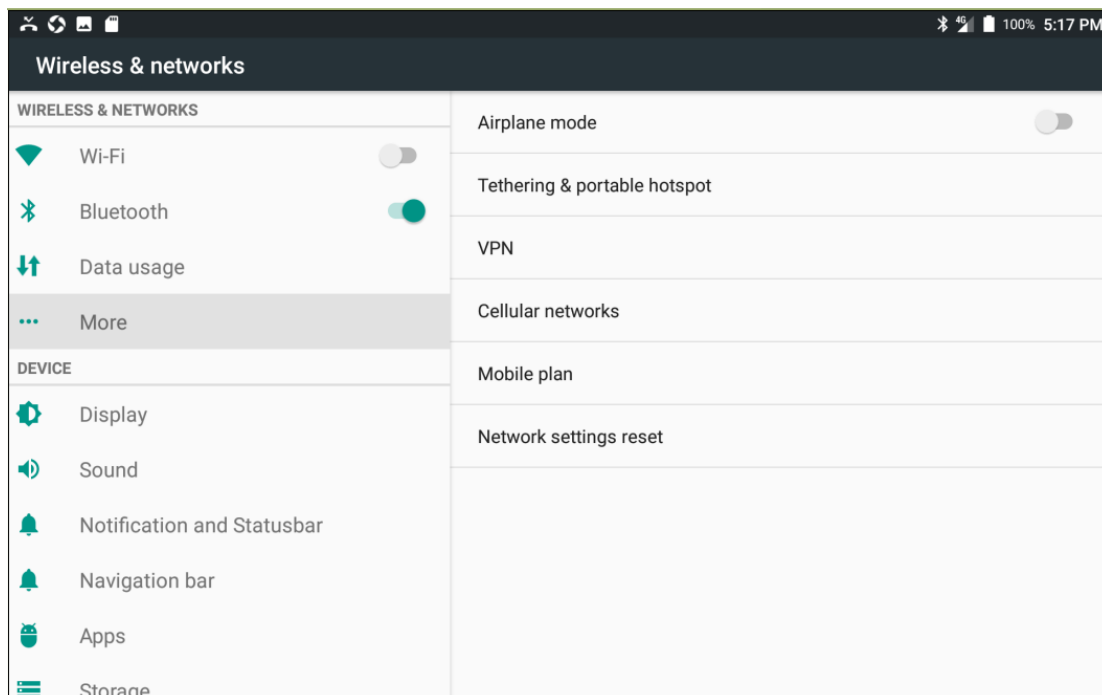 4G 100% 5:17 PM
Wireless & networks
WIRELESS & NETWORKS
Wi-Fi
Bluetooth
Data usage
More
DEVICE
Display
Sound
Notification and Statusbar
Navigation bar
Apps
Storage
Airplane mode
Tethering & portable hotspot
VPN
Cellular networks
Mobile plan
Network settings reset